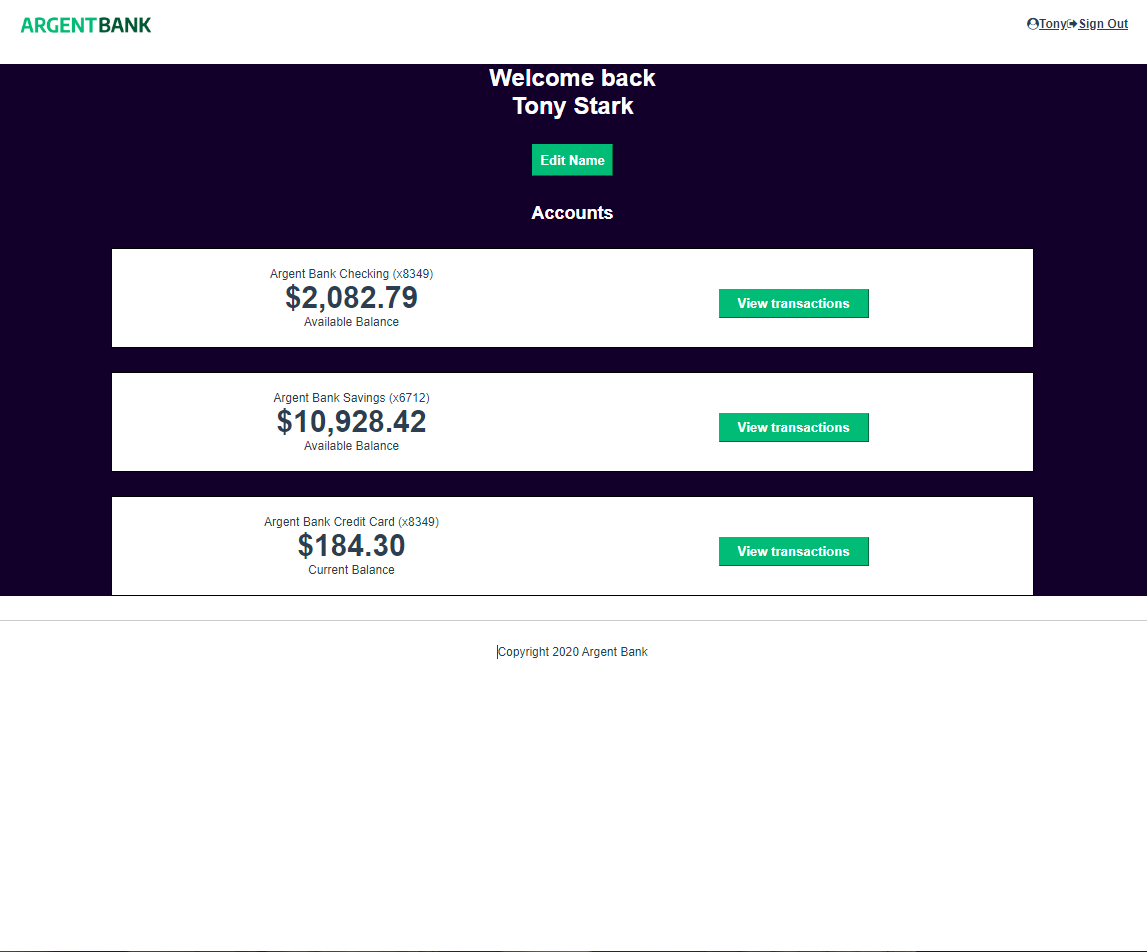 ARGENTBANK
Tony Sign Out
Welcome back
Tony Stark
Edit Name
Accounts
Argent Bank Checking (x8349)
$2,082.79
Available Balance
View transactions
Argent Bank Savings (x6712)
$10,928.42
Available Balance
View transactions
Argent Bank Credit Card (x8349)
$184.30
Current Balance
View transactions
Copyright 2020 Argent Bank